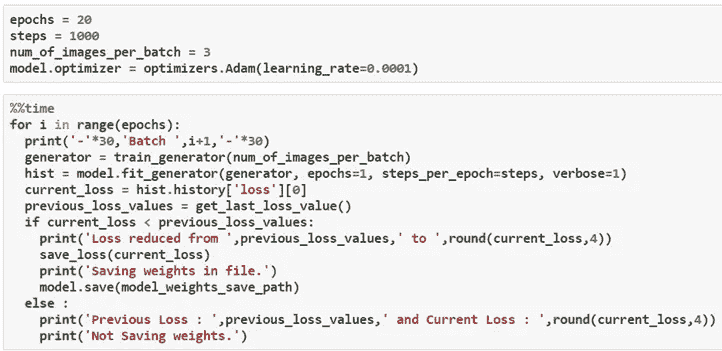 epochs = 20
steps = 1000
num_of_images_per_batch = 3
model.optimizer = optimizers.Adam(learning_rate=0.0001)
%%time
for i in range(epochs):
  print('-'*30,'Batch ',i+1,'-'*30)
  generator = train_generator(num_of_images_per_batch)
  hist = model.fit_generator(generator, epochs=1, steps_per_epoch=steps, verbose=1)
  current_loss = hist.history['loss'][0]
  previous_loss_values = get_last_loss_value()
  if current_loss < previous_loss_values:
    print('Loss reduced from ',previous_loss_values,' to ',round(current_loss,4))
    save_loss(current_loss)
    print('Saving weights in file.')
    model.save(model_weights_save_path)
  else :
    print('Previous Loss : ',previous_loss_values,' and Current Loss : ',round(current_loss,4))
    print('Not Saving weights.')